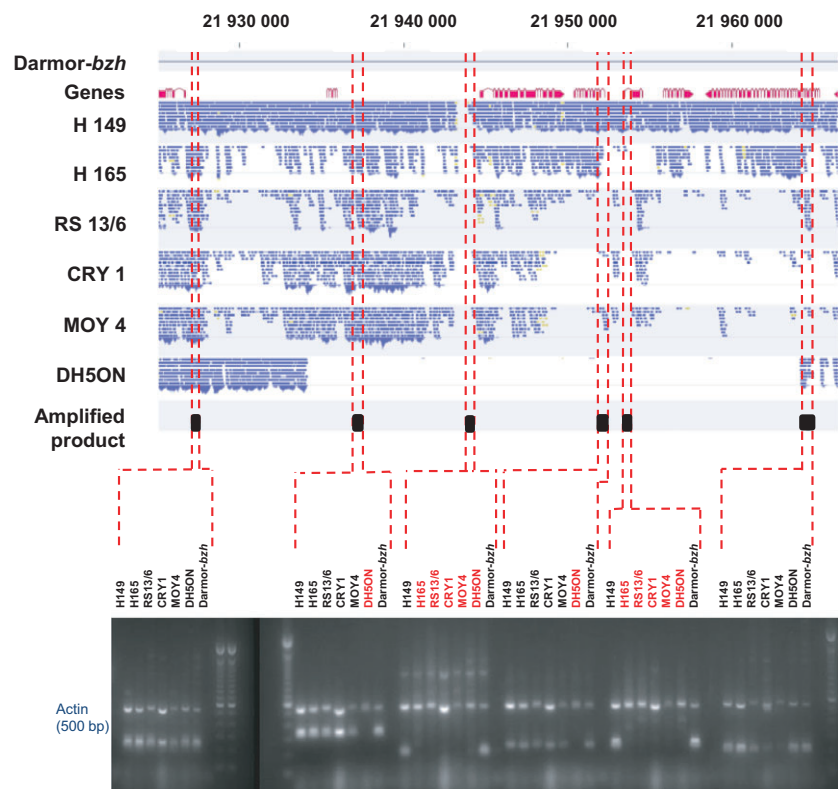 21 930 000 21 940 000 21 950 000 21 960 000
Darmor-bzh
Genes
H 149
H 165
RS 13/6
CRY 1
MOY 4
DH5ON
Amplified
product
H149 H165 RS13/6 CRY1 MOY4 DH5ON Darmor-bzh
H149 H165 RS13/6 CRY1 MOY4 DH5ON Darmor-bzh
H149 H165 RS13/6 CRY1 MOY4 DH5ON Darmor-bzh
H149 H165 RS13/6 CRY1 MOY4 DH5ON Darmor-bzh
H149 H165 RS13/6 CRY1 MOY4 DH5ON Darmor-bzh
H149 H165 RS13/6 CRY1 MOY4 DH5ON Darmor-bzh
Actin
(500 bp)